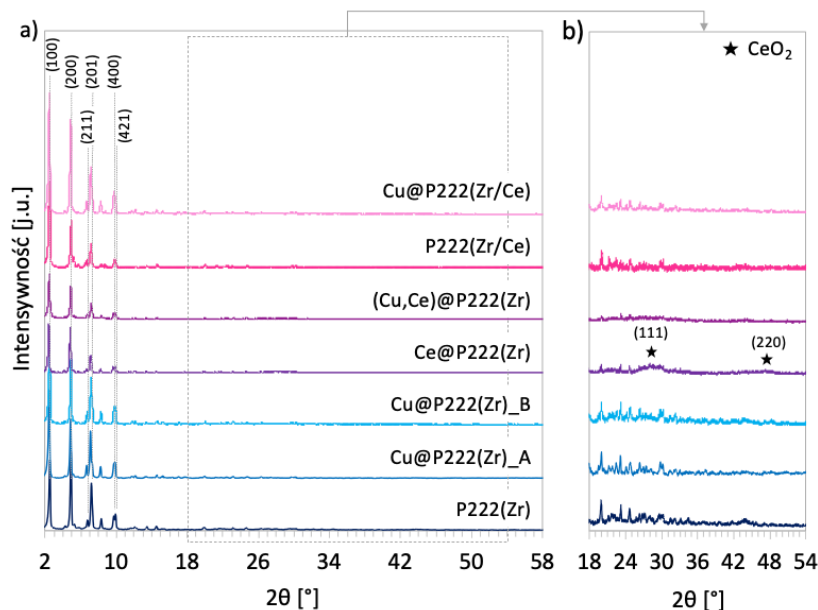 a)
(100)
(200)
(201)
(400)
(211)
(421)
Cu@P222(Zr/Ce)
P222(Zr/Ce)
(Cu,Ce)@P222(Zr)
Ce@P222(Zr)
Cu@P222(Zr)_B
Cu@P222(Zr)_A
P222(Zr)
Intensywność [j.u.]
2 10 18 26 34 42 50 58
2θ [°]
b)
★ CeO₂
(111)
★
(220)
★
18 24 30 36 42 48 54
2θ [°]